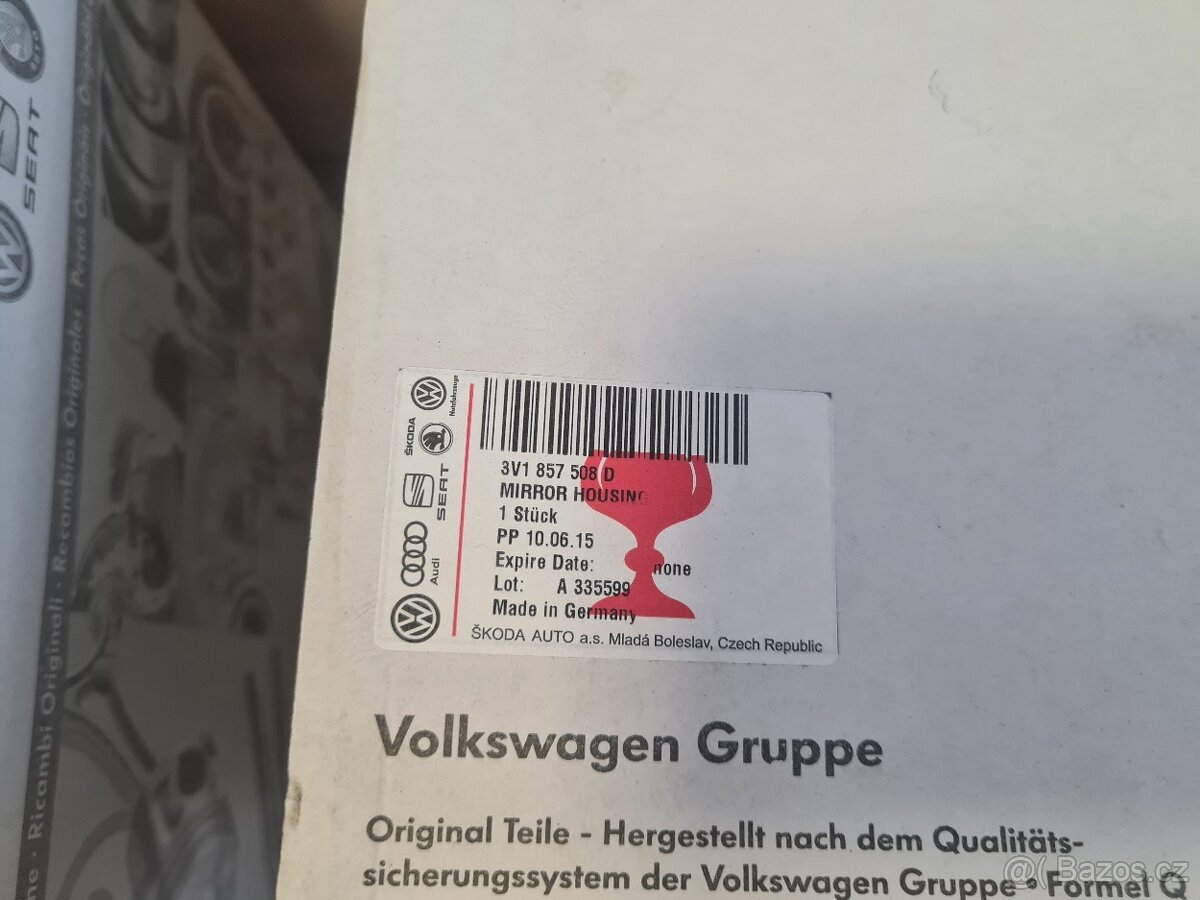 SEAT
ne · Ricambi Originali · Recambios Originales · Peças Originais · Originaln
Nutzfahrzeuge
ŠKODA
SEAT
Audi
3V1 857 508 D
MIRROR HOUSING
1 Stück
PP 10.06.15
Expire Date: none
Lot: A 335599
Made in Germany
ŠKODA AUTO a.s. Mladá Boleslav, Czech Republic
Volkswagen Gruppe
Original Teile - Hergestellt nach dem Qualitäts-
sicherungssystem der Volkswagen Gruppe • Formel Q
@( Bazos.cz